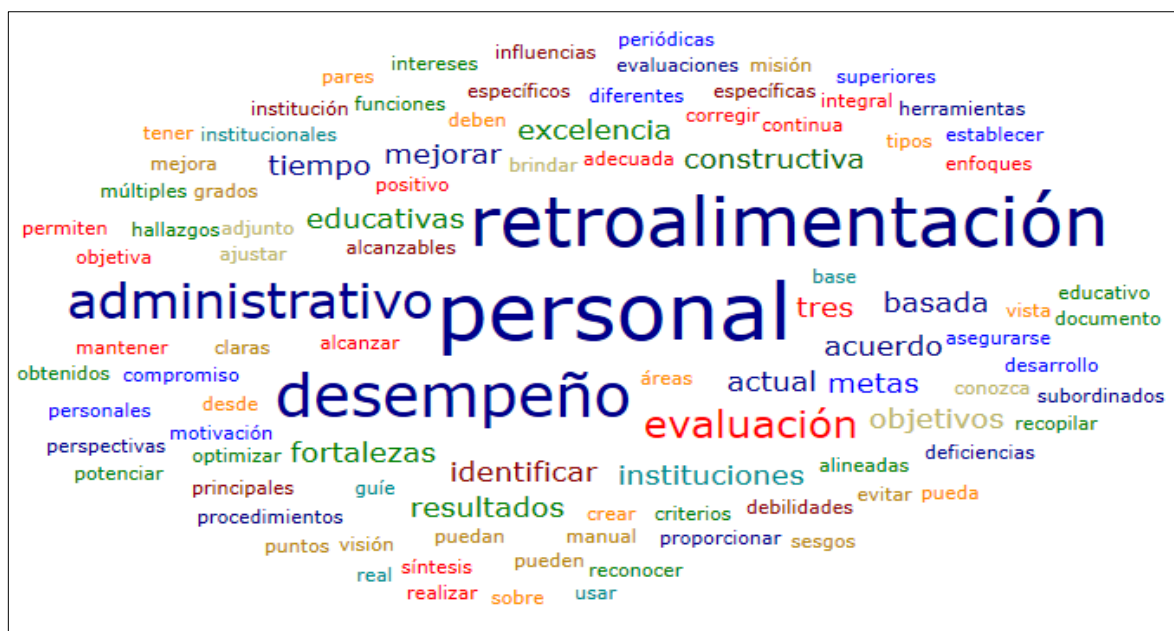 periódicas
influencias
intereses evaluaciones misión
pares superiores
específicos diferentes específicas integral
institución funciones herramientas
deben corregir continua
tener institucionales excelencia tipos establecer
mejora tiempo mejorar brindar adecuada constructiva enfoques
múltiples grados positivo
permiten hallazgos adjunto educativas retroalimentación
objetiva ajustar alcanzables
base
administrativo personal tres basada vista educativo
documento
mantener claras alcanzar acuerdo asegurarse
obtenidos compromiso desarrollo
desempeño áreas actual metas conozca subordinados
personales desde evaluación objetivos recopilar
perspectivas motivación
potenciar optimizar fortalezas deficiencias
identificar instituciones alineadas
principales guíe resultados evitar pueda
procedimientos crear criterios debilidades
puntos visión puedan manual proporcionar sesgos
real síntesis pueden reconocer
realizar sobre usar